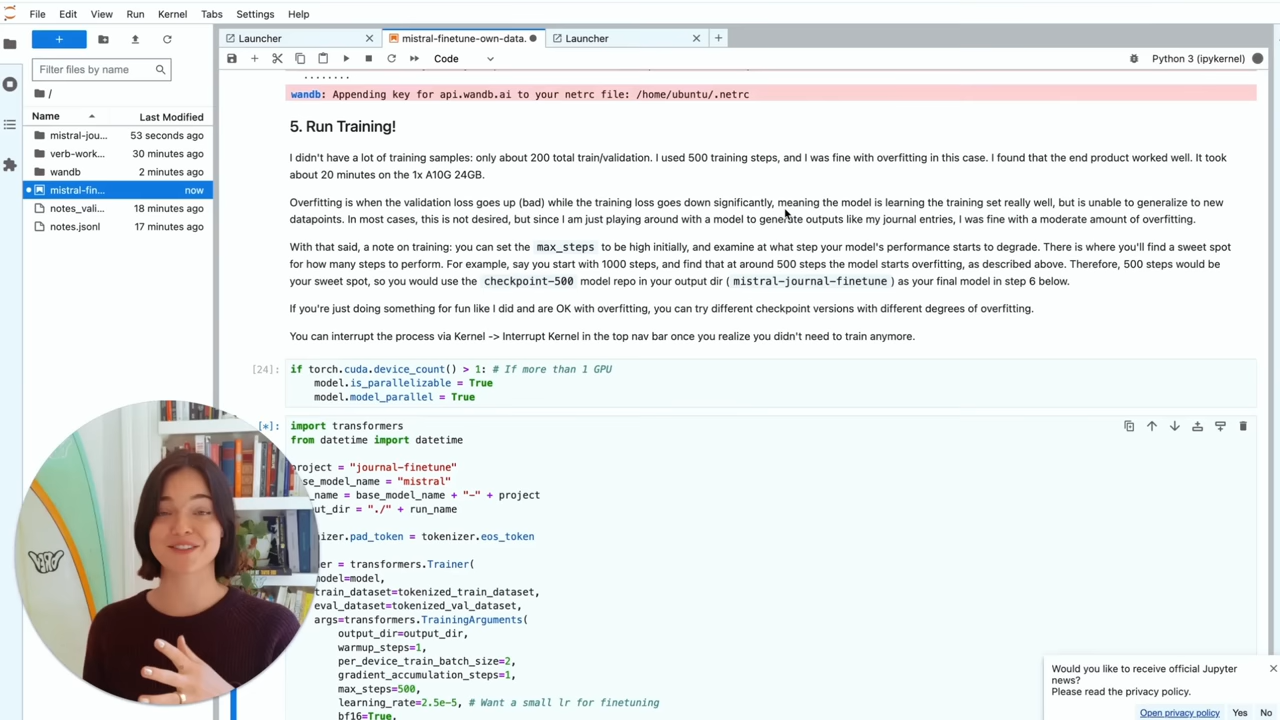 File Edit View Run Kernel Tabs Settings Help
Launcher
mistral-finetune-own-data.
Launcher
Code
Python 3 (ipykernel)
Filter files by name
/
Name Last Modified
mistral-jou... 53 seconds ago
verb-work... 30 minutes ago
wandb 2 minutes ago
mistral-fin... now
notes_vali... 18 minutes ago
notes.jsonl 17 minutes ago
........
wandb: Appending key for api.wandb.ai to your netrc file: /home/ubuntu/.netrc
5. Run Training!
I didn't have a lot of training samples: only about 200 total train/validation. I used 500 training steps, and I was fine with overfitting in this case. I found that the end product worked well. It took
about 20 minutes on the 1x A10G 24GB.
Overfitting is when the validation loss goes up (bad) while the training loss goes down significantly, meaning the model is learning the training set really well, but is unable to generalize to new
datapoints. In most cases, this is not desired, but since I am just playing around with a model to generate outputs like my journal entries, I was fine with a moderate amount of overfitting.
With that said, a note on training: you can set the max_steps to be high initially, and examine at what step your model's performance starts to degrade. There is where you'll find a sweet spot
for how many steps to perform. For example, say you start with 1000 steps, and find that at around 500 steps the model starts overfitting, as described above. Therefore, 500 steps would be
your sweet spot, so you would use the checkpoint-500 model repo in your output dir ( mistral-journal-finetune ) as your final model in step 6 below.
If you're just doing something for fun like I did and are OK with overfitting, you can try different checkpoint versions with different degrees of overfitting.
You can interrupt the process via Kernel -> Interrupt Kernel in the top nav bar once you realize you didn't need to train anymore.
[24]: if torch.cuda.device_count() > 1: # If more than 1 GPU
model.is_parallelizable = True
model.model_parallel = True
[*]: import transformers
from datetime import datetime
project = "journal-finetune"
se_model_name = "mistral"
_name = base_model_name + "-" + project
ut_dir = "./" + run_name
nizer.pad_token = tokenizer.eos_token
er = transformers.Trainer(
model=model,
train_dataset=tokenized_train_dataset,
eval_dataset=tokenized_val_dataset,
args=transformers.TrainingArguments(
output_dir=output_dir,
warmup_steps=1,
per_device_train_batch_size=2,
gradient_accumulation_steps=1,
max_steps=500,
learning_rate=2.5e-5, # Want a small lr for finetuning
bf16=True,
Would you like to receive official Jupyter
news?
Please read the privacy policy.
Open privacy policy Yes No